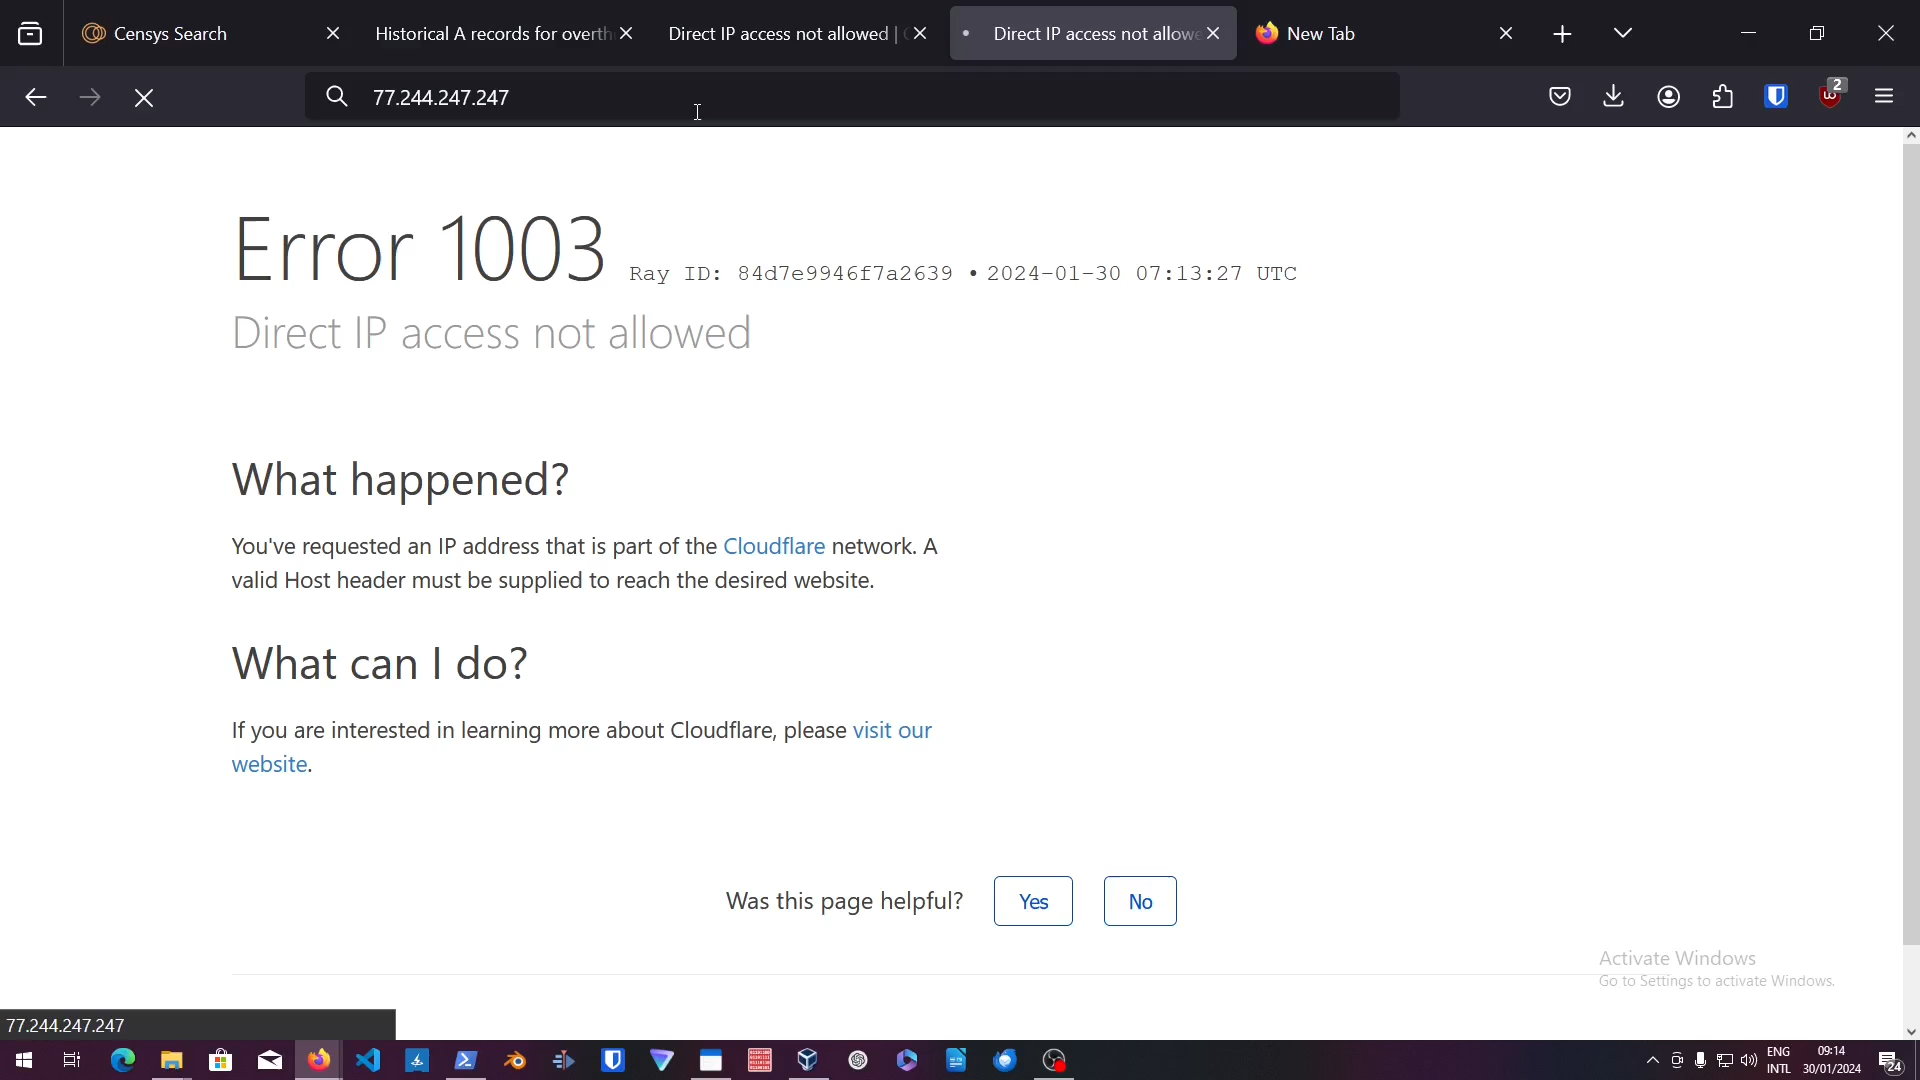 Censys Search
Historical A records for overth
Direct IP access not allowed |
Direct IP access not allowe
New Tab
77.244.247.247
2
Error 1003 Ray ID: 84d7e9946f7a2639 • 2024-01-30 07:13:27 UTC
Direct IP access not allowed
What happened?
You've requested an IP address that is part of the Cloudflare network. A
valid Host header must be supplied to reach the desired website.
What can I do?
If you are interested in learning more about Cloudflare, please visit our
website.
Was this page helpful? Yes No
Activate Windows
Go to Settings to activate Windows.
77.244.247.247
ENG
INTL
09:14
30/01/2024
24